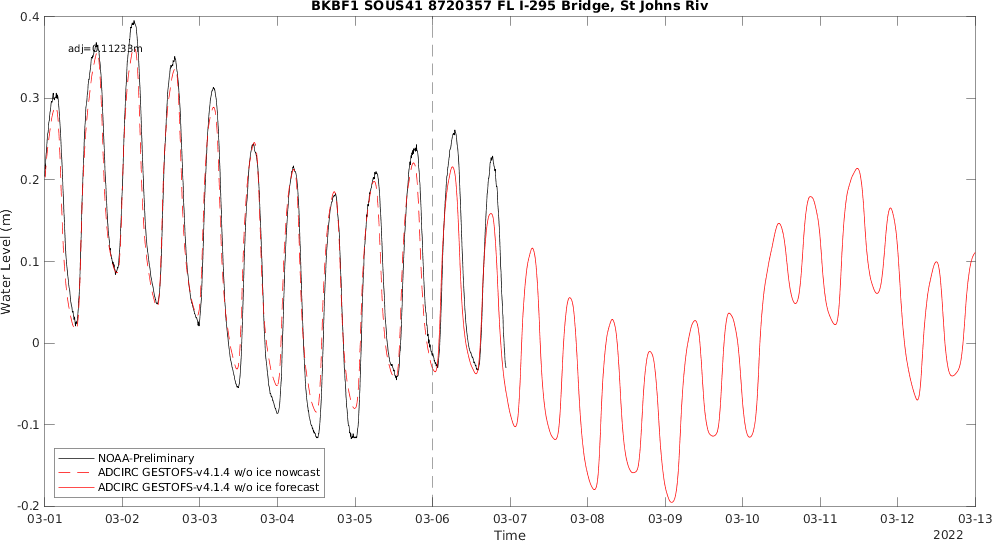 BKBF1 SOUS41 8720357 FL I-295 Bridge, St Johns Riv
adj=0.11233m
Water Level (m)
0.4
0.3
0.2
0.1
0
-0.1
-0.2
NOAA-Preliminary
ADCIRC GESTOFS-v4.1.4 w/o ice nowcast
ADCIRC GESTOFS-v4.1.4 w/o ice forecast
03-01 03-02 03-03 03-04 03-05 03-06 03-07 03-08 03-09 03-10 03-11 03-12 03-13
Time
2022